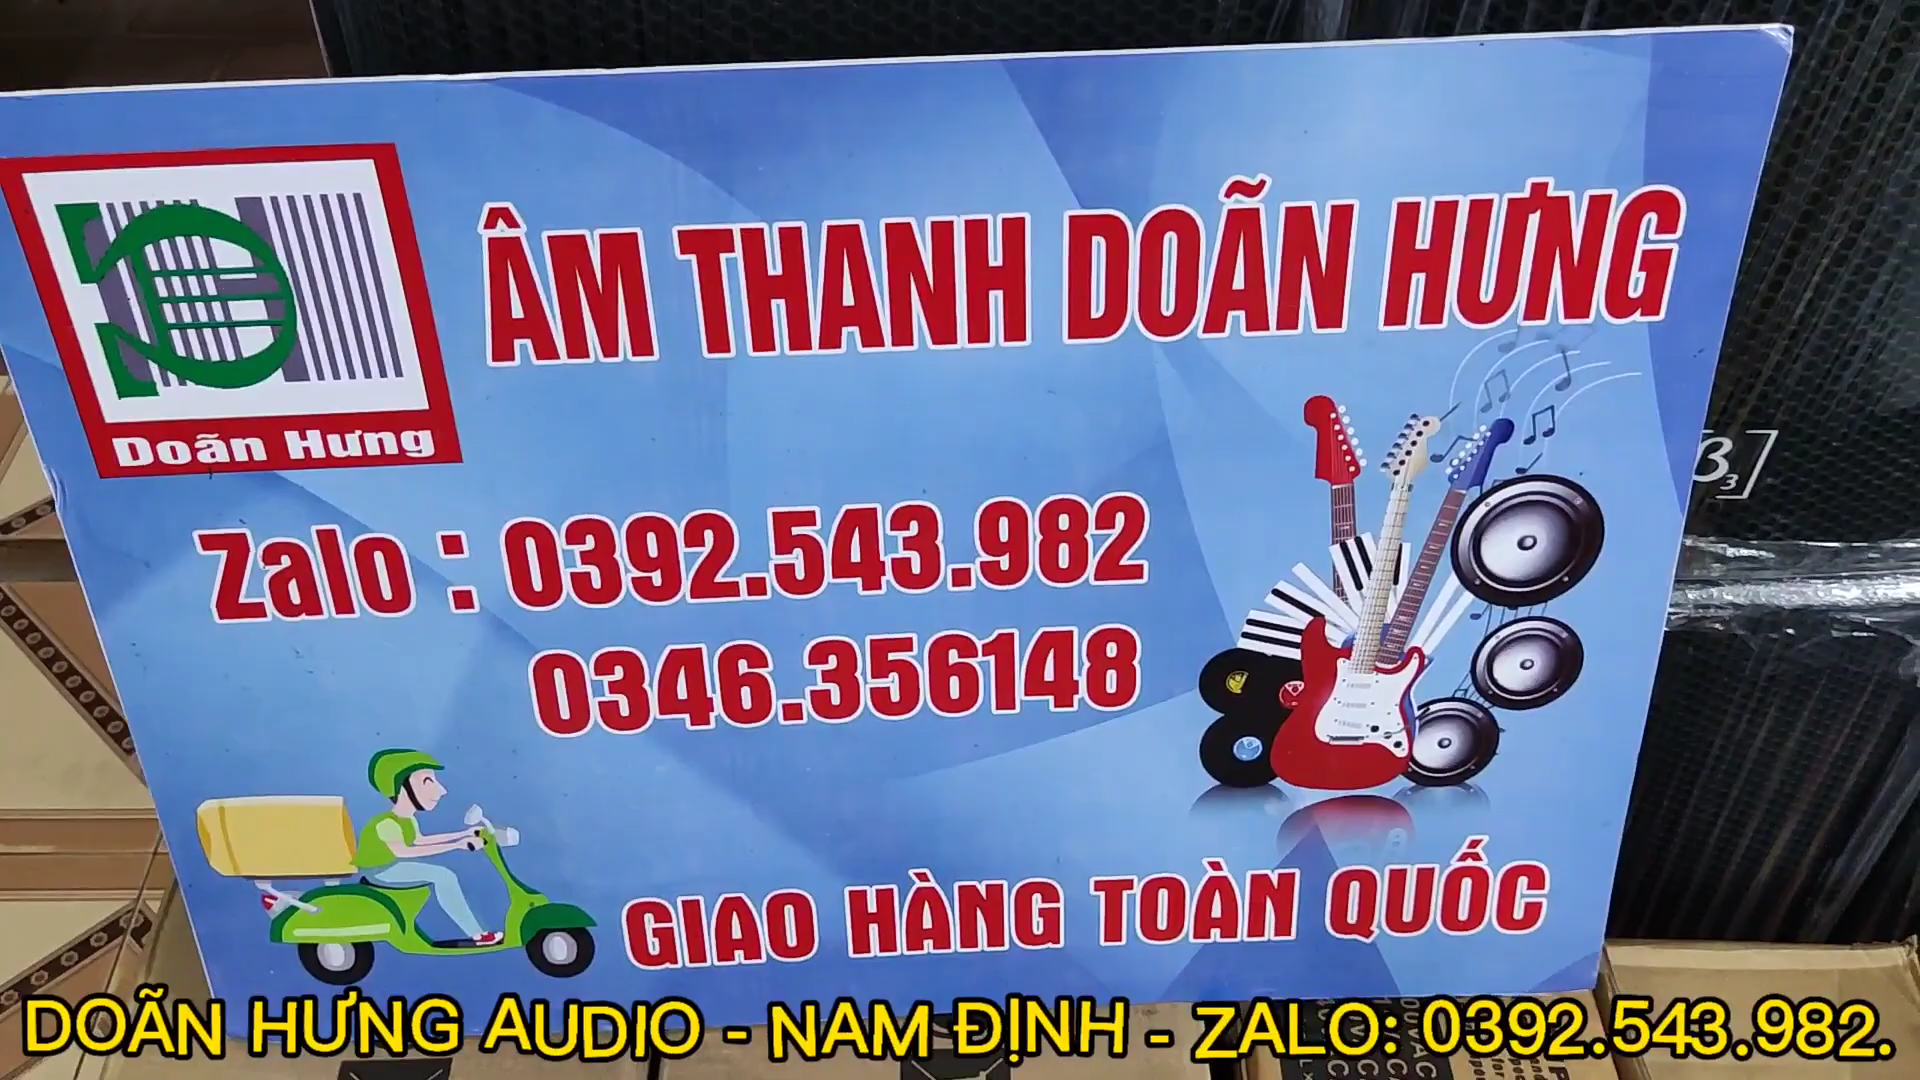 ÂM THANH DOÃN HƯNG
Doãn Hưng
Zalo : 0392.543.982
0346.356148
GIAO HÀNG TOÀN QUỐC
DOÃN HƯNG AUDIO - NAM ĐỊNH - ZALO: 0392.543.982.